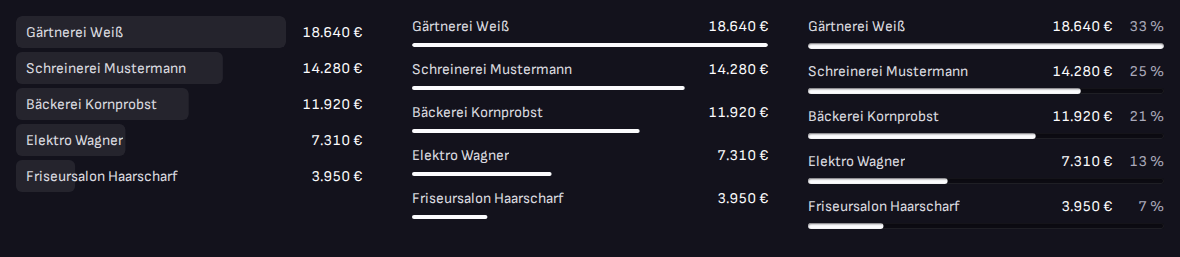 Gärtnerei Weiß 18.640 €
Schreinerei Mustermann 14.280 €
Bäckerei Kornprobst 11.920 €
Elektro Wagner 7.310 €
Friseursalon Haarscharf 3.950 €
Gärtnerei Weiß 18.640 €
Schreinerei Mustermann 14.280 €
Bäckerei Kornprobst 11.920 €
Elektro Wagner 7.310 €
Friseursalon Haarscharf 3.950 €
Gärtnerei Weiß 18.640 € 33 %
Schreinerei Mustermann 14.280 € 25 %
Bäckerei Kornprobst 11.920 € 21 %
Elektro Wagner 7.310 € 13 %
Friseursalon Haarscharf 3.950 € 7 %